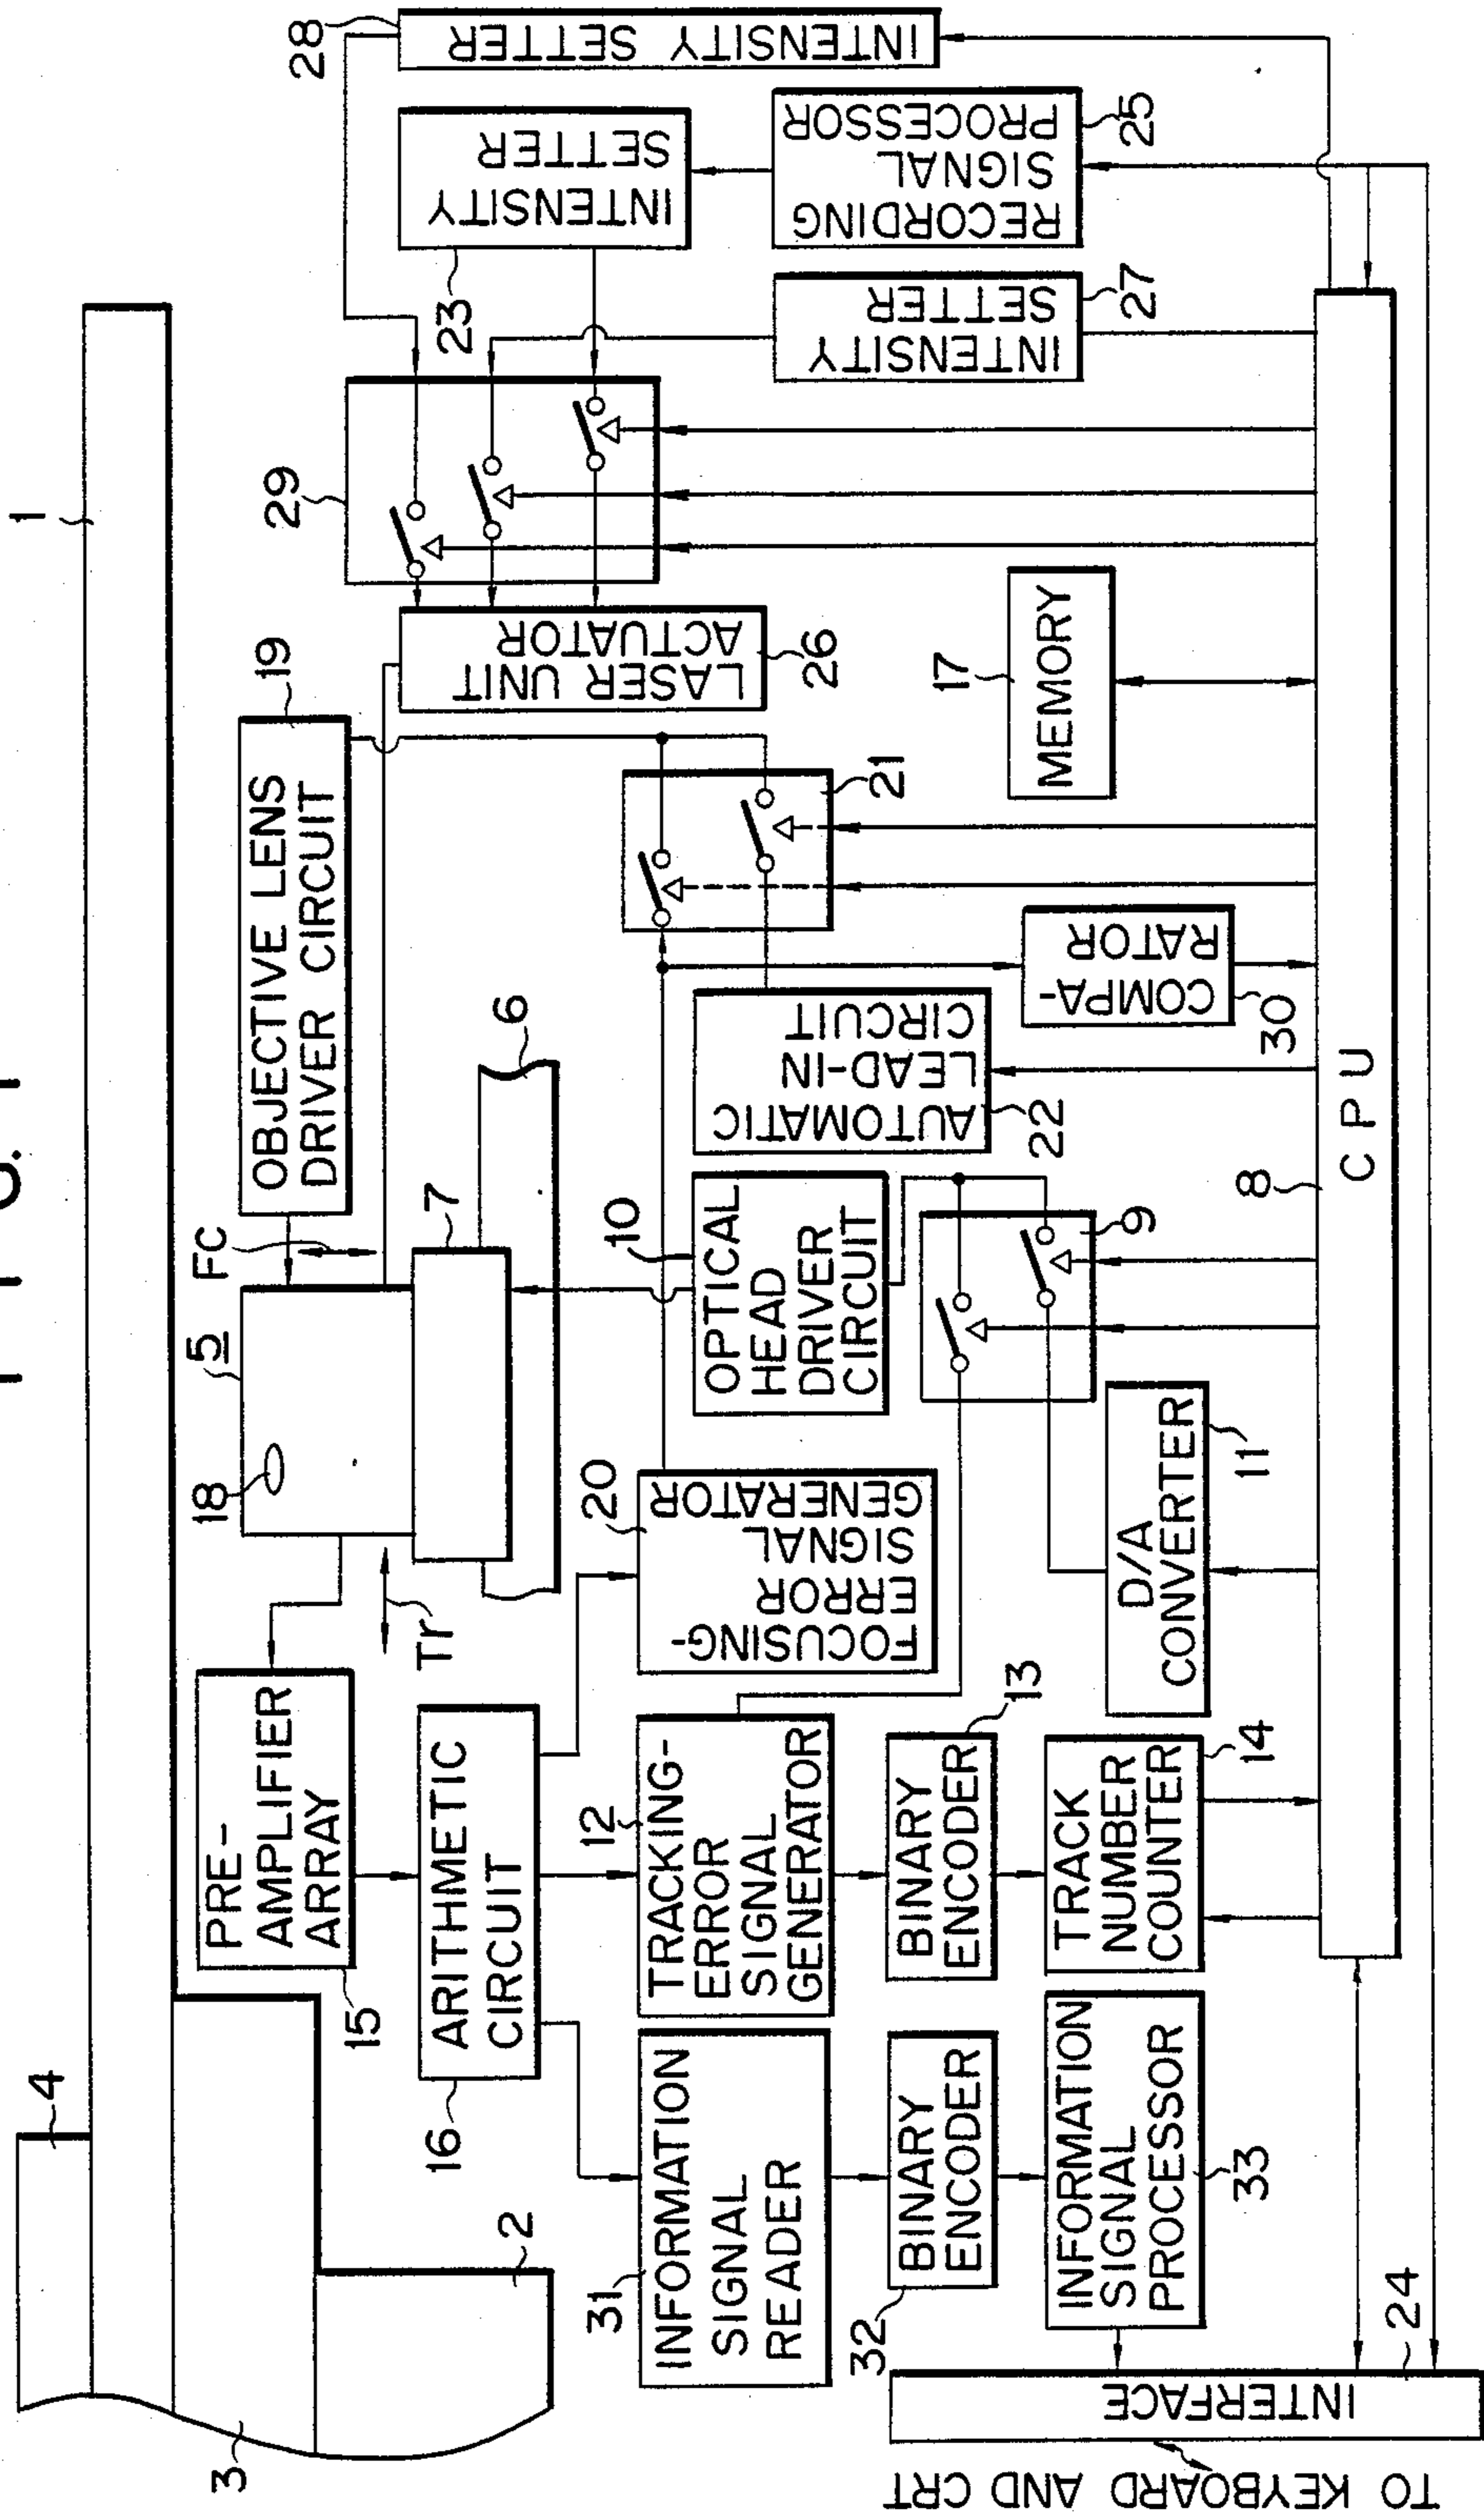 FIG. 1
1
4
3
2
OBJECTIVE LENS
DRIVER CIRCUIT
19
Fc
5
18
7
6
Tr
PRE-
AMPLIFIER
ARRAY
15
ARITHMETIC
CIRCUIT
16
INFORMATION
SIGNAL
READER
31
TRACKING-
ERROR
SIGNAL
GENERATOR
12
FOCUSING-
ERROR
SIGNAL
GENERATOR
20
OPTICAL
HEAD
DRIVER
CIRCUIT
10
AUTOMATIC
LEAD-IN
CIRCUIT
22
21
LASER UNIT
ACTUATOR
26
29
INTENSITY
SETTER
23
INTENSITY SETTER
28
BINARY
ENCODER
32
BINARY
ENCODER
13
9
COMPA-
RATOR
30
MEMORY
17
INTENSITY
SETTER
27
RECORDING
SIGNAL
PROCESSOR
25
INFORMATION
SIGNAL
PROCESSOR
33
TRACK
NUMBER
COUNTER
14
D/A
CONVERTER
11
8
CPU
INTERFACE
24
TO KEYBOARD AND CRT